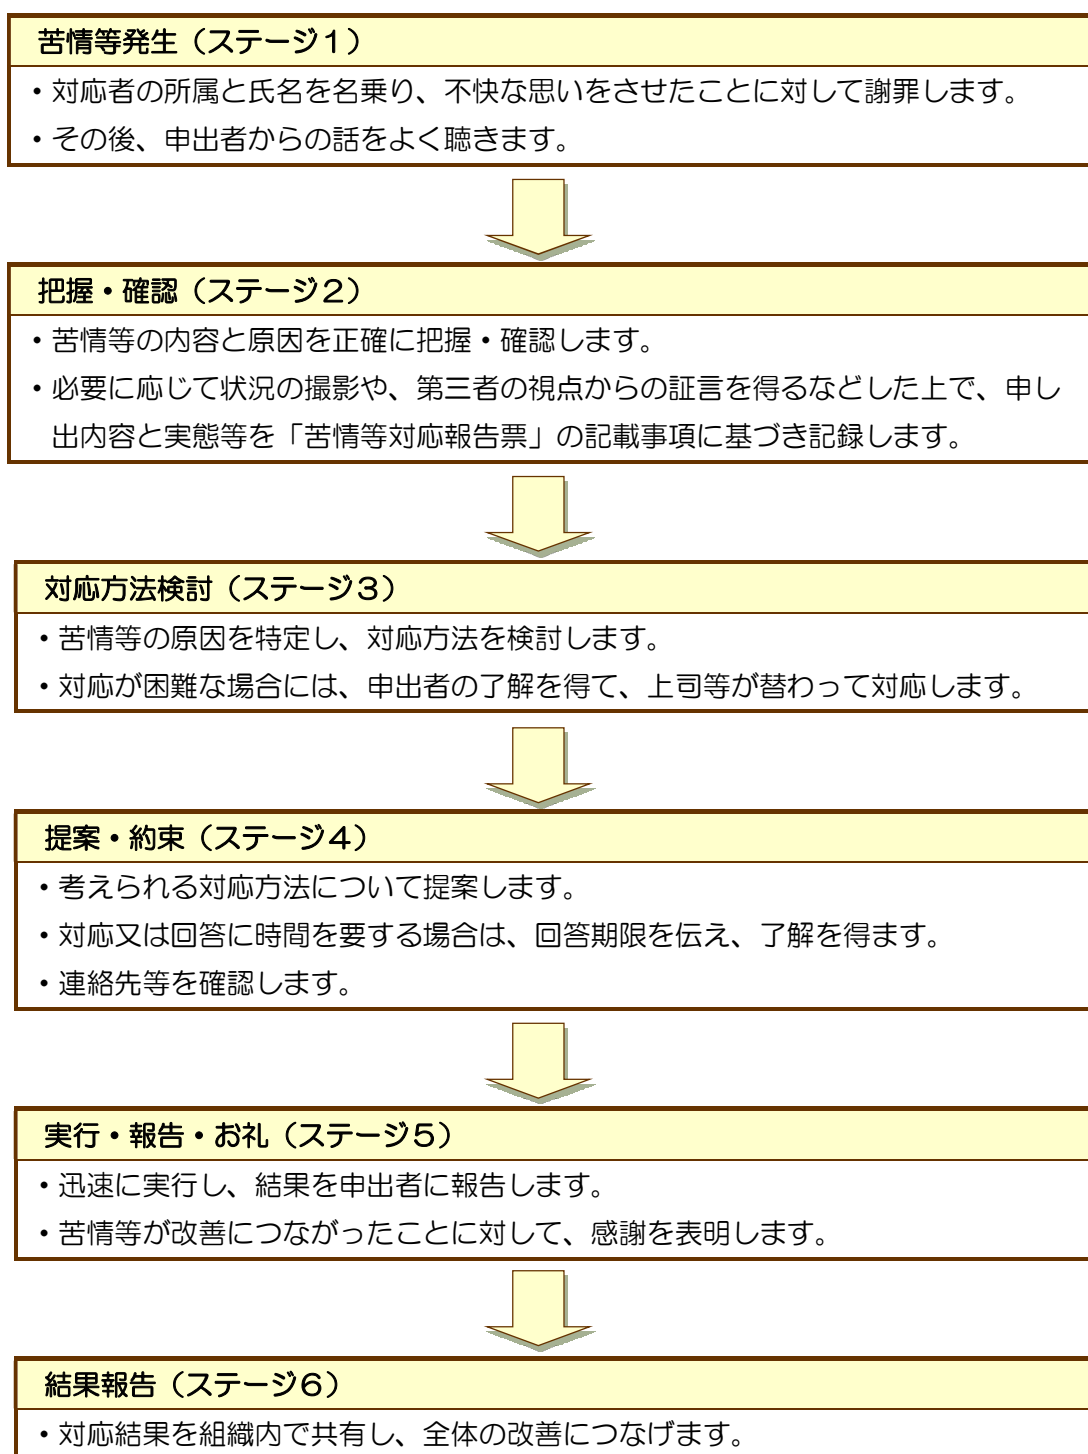 苦情等発生（ステージ１）
・対応者の所属と氏名を名乗り、不快な思いをさせたことに対して謝罪します。
・その後、申出者からの話をよく聴きます。
把握・確認（ステージ２）
・苦情等の内容と原因を正確に把握・確認します。
・必要に応じて状況の撮影や、第三者の視点からの証言を得るなどした上で、申し
出内容と実態等を「苦情等対応報告票」の記載事項に基づき記録します。
対応方法検討（ステージ３）
・苦情等の原因を特定し、対応方法を検討します。
・対応が困難な場合には、申出者の了解を得て、上司等が替わって対応します。
提案・約束（ステージ４）
・考えられる対応方法について提案します。
・対応又は回答に時間を要する場合は、回答期限を伝え、了解を得ます。
・連絡先等を確認します。
実行・報告・お礼（ステージ５）
・迅速に実行し、結果を申出者に報告します。
・苦情等が改善につながったことに対して、感謝を表明します。
結果報告（ステージ６）
・対応結果を組織内で共有し、全体の改善につなげます。